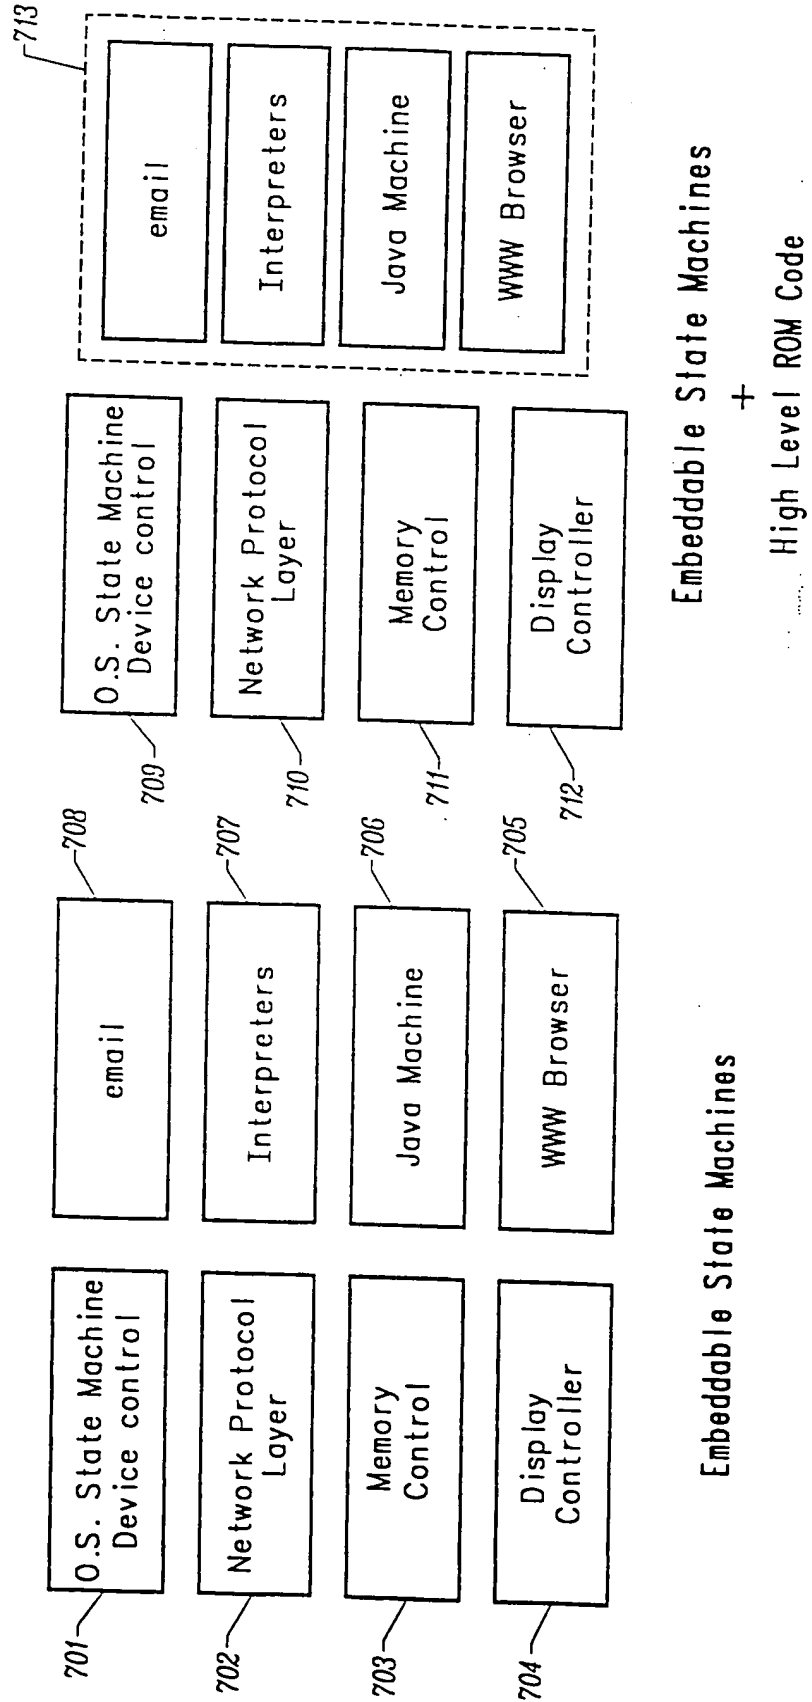 701
O.S. State Machine
Device control
702
Network Protocol
Layer
703
Memory
Control
704
Display
Controller
email
708
Interpreters
707
Java Machine
706
WWW Browser
705
Embeddable State Machines
709
O.S. State Machine
Device control
710
Network Protocol
Layer
711
Memory
Control
712
Display
Controller
713
email
Interpreters
Java Machine
WWW Browser
Embeddable State Machines
+
High Level ROM Code